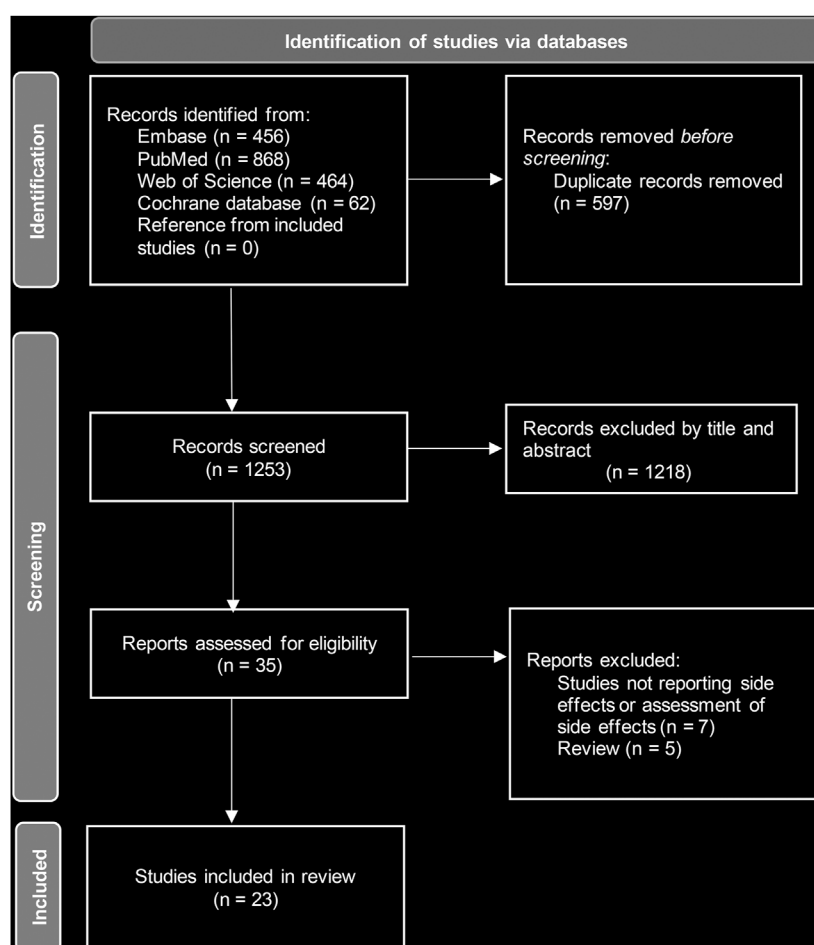 Identification of studies via databases
Identification
Records identified from:
Embase (n = 456)
PubMed (n = 868)
Web of Science (n = 464)
Cochrane database (n = 62)
Reference from included
studies (n = 0)
Records removed before
screening:
Duplicate records removed
(n = 597)
Screening
Records screened
(n = 1253)
Records excluded by title and
abstract
(n = 1218)
Reports assessed for eligibility
(n = 35)
Reports excluded:
Studies not reporting side
effects or assessment of
side effects (n = 7)
Review (n = 5)
Included
Studies included in review
(n = 23)